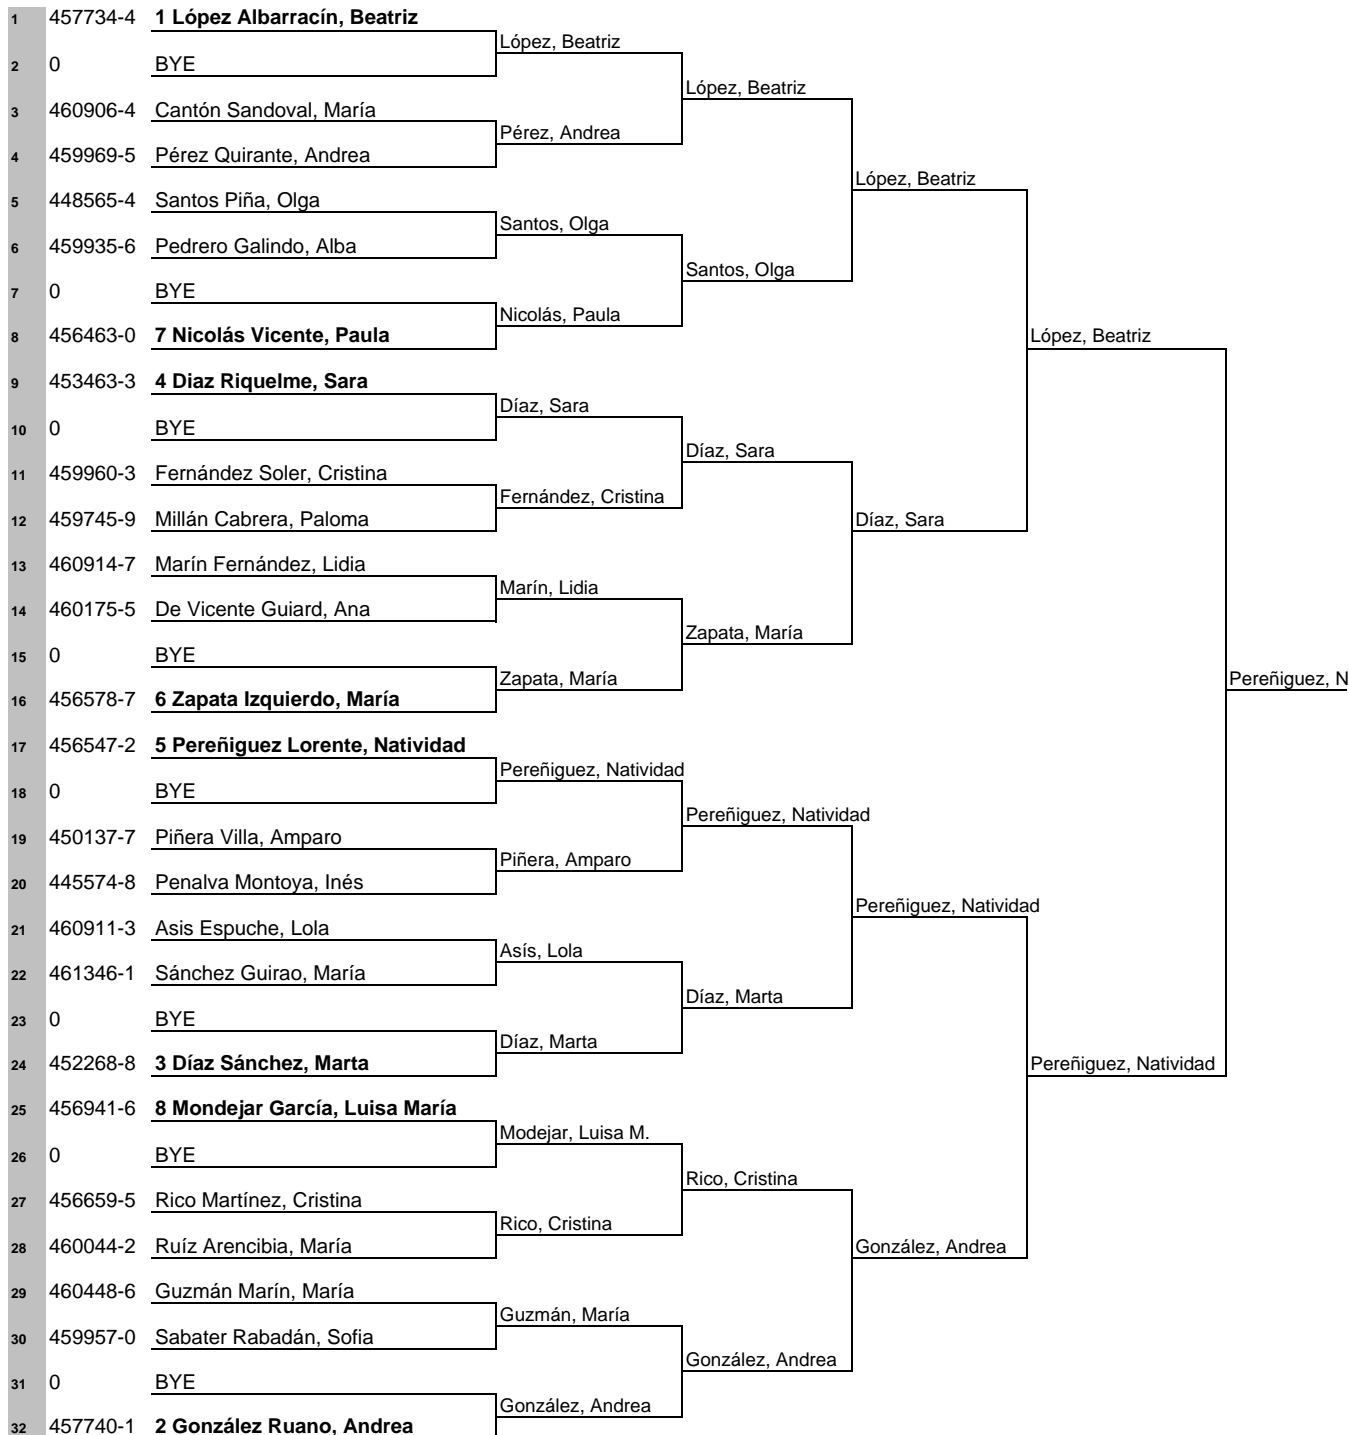 1 457734-4 1 López Albarracín, Beatriz
López, Beatriz
2 0 BYE
López, Beatriz
3 460906-4 Cantón Sandoval, María
Pérez, Andrea
4 459969-5 Pérez Quirante, Andrea
López, Beatriz
5 448565-4 Santos Piña, Olga
Santos, Olga
6 459935-6 Pedrero Galindo, Alba
Santos, Olga
7 0 BYE
Nicolás, Paula
8 456463-0 7 Nicolás Vicente, Paula
López, Beatriz
9 453463-3 4 Diaz Riquelme, Sara
Díaz, Sara
10 0 BYE
Díaz, Sara
11 459960-3 Fernández Soler, Cristina
Fernández, Cristina
12 459745-9 Millán Cabrera, Paloma
Díaz, Sara
13 460914-7 Marín Fernández, Lidia
Marín, Lidia
14 460175-5 De Vicente Guiard, Ana
Zapata, María
15 0 BYE
Zapata, María
Pereñiguez, N
16 456578-7 6 Zapata Izquierdo, María
17 456547-2 5 Pereñiguez Lorente, Natividad
Pereñiguez, Natividad
18 0 BYE
Pereñiguez, Natividad
19 450137-7 Piñera Villa, Amparo
Piñera, Amparo
20 445574-8 Penalva Montoya, Inés
Pereñiguez, Natividad
21 460911-3 Asis Espuche, Lola
Asís, Lola
22 461346-1 Sánchez Guirao, María
Díaz, Marta
23 0 BYE
Díaz, Marta
24 452268-8 3 Díaz Sánchez, Marta
Pereñiguez, Natividad
25 456941-6 8 Mondejar García, Luisa María
Modejar, Luisa M.
26 0 BYE
Rico, Cristina
27 456659-5 Rico Martínez, Cristina
Rico, Cristina
28 460044-2 Ruíz Arencibia, María
González, Andrea
29 460448-6 Guzmán Marín, María
Guzmán, María
30 459957-0 Sabater Rabadán, Sofia
González, Andrea
31 0 BYE
González, Andrea
32 457740-1 2 González Ruano, Andrea